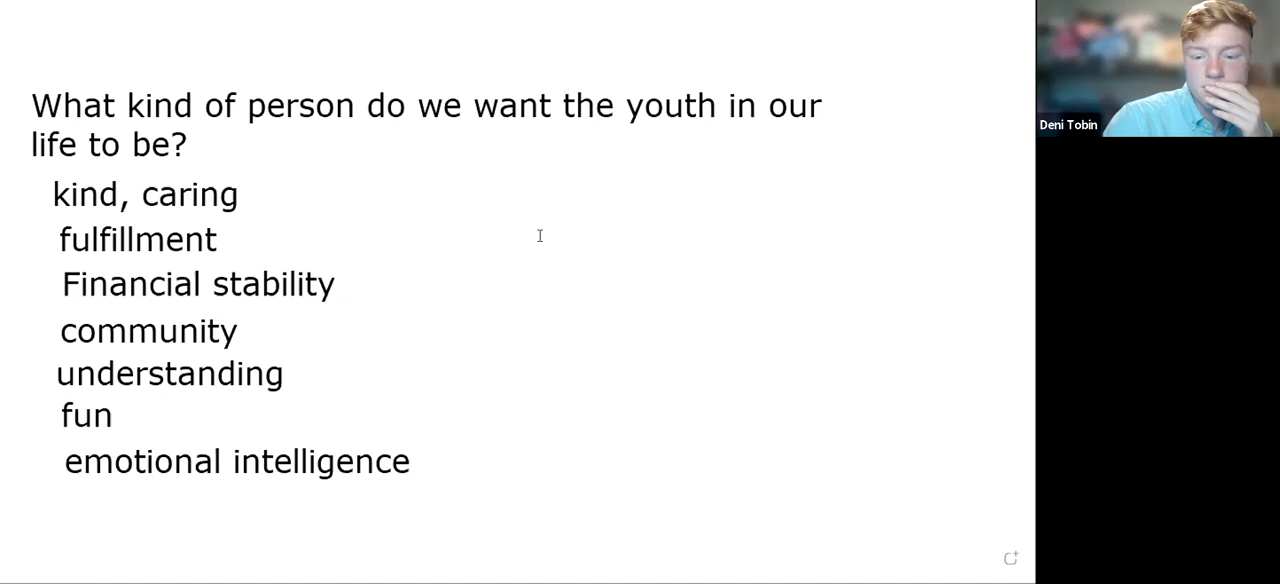 What kind of person do we want the youth in our
life to be?
kind, caring
fulfillment
Financial stability
community
understanding
fun
emotional intelligence
Deni Tobin